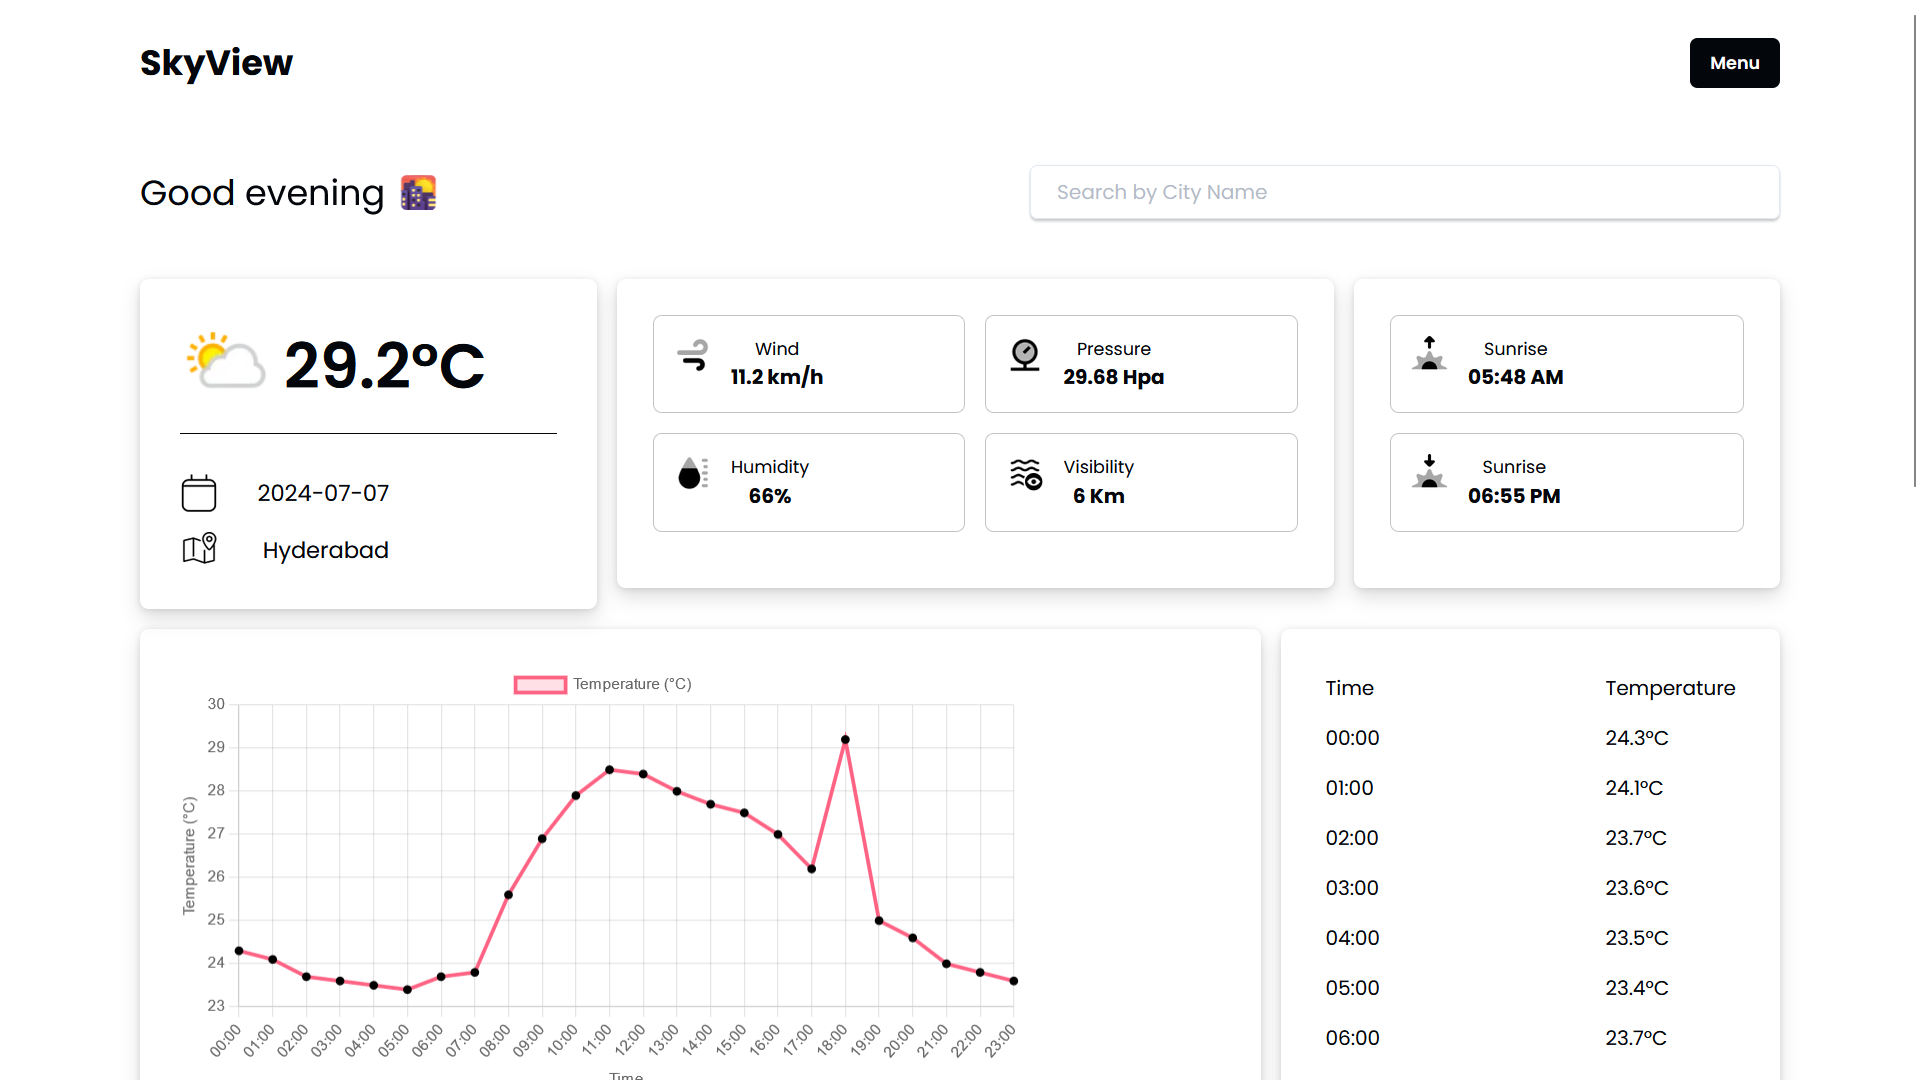 SkyView
Menu
Good evening
Search by City Name
29.2°C
2024-07-07
Hyderabad
Wind
11.2 km/h
Pressure
29.68 Hpa
Humidity
66%
Visibility
6 Km
Sunrise
05:48 AM
Sunrise
06:55 PM
Temperature (°C)
30
29
28
27
26
25
24
23
Temperature (°C)
00:00 01:00 02:00 03:00 04:00 05:00 06:00 07:00 08:00 09:00 10:00 11:00 12:00 13:00 14:00 15:00 16:00 17:00 18:00 19:00 20:00 21:00 22:00 23:00
Time
Time Temperature
00:00 24.3°C
01:00 24.1°C
02:00 23.7°C
03:00 23.6°C
04:00 23.5°C
05:00 23.4°C
06:00 23.7°C